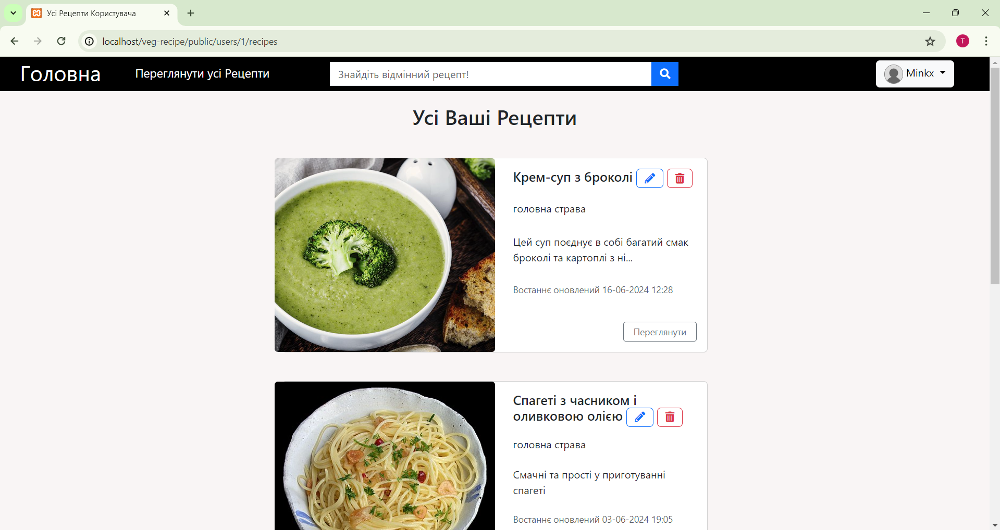 Усі Рецепти Користувача
localhost/veg-recipe/public/users/1/recipes
T
Головна
Переглянути усі Рецепти
Знайдіть відмінний рецепт!
Minkx
Усі Ваші Рецепти
Крем-суп з броколі
головна страва
Цей суп поєднує в собі багатий смак
броколі та картоплі з ні...
Востаннє оновлений 16-06-2024 12:28
Переглянути
Спагеті з часником і
оливковою олією
головна страва
Смачні та прості у приготуванні
спагеті
Востаннє оновлений 03-06-2024 19:05